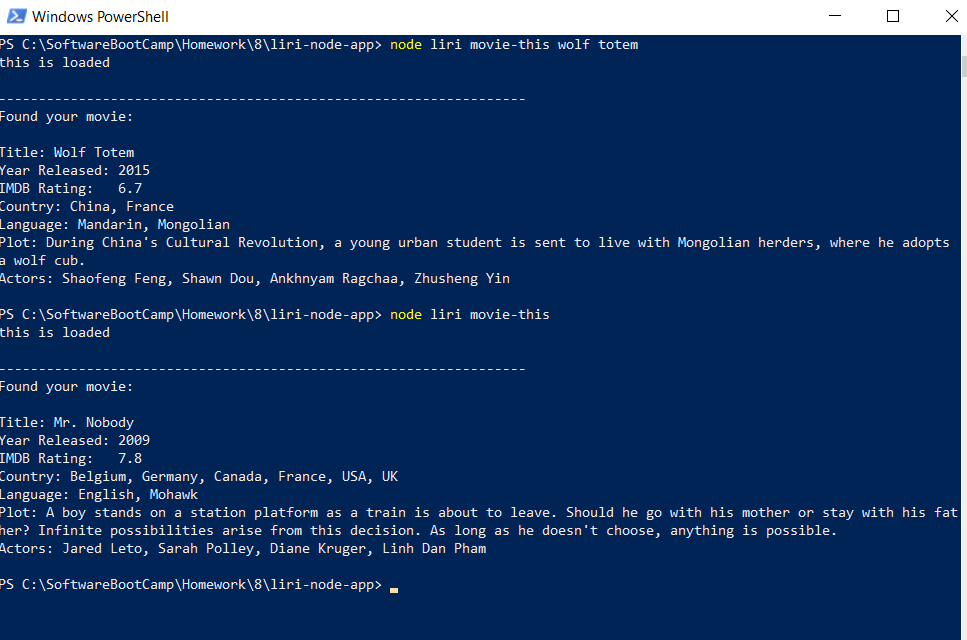 Windows PowerShell
PS C:\SoftwareBootCamp\Homework\8\liri-node-app> node liri movie-this wolf totem
this is loaded
------------------------------------------------------------------
Found your movie:
Title: Wolf Totem
Year Released: 2015
IMDB Rating:   6.7
Country: China, France
Language: Mandarin, Mongolian
Plot: During China's Cultural Revolution, a young urban student is sent to live with Mongolian herders, where he adopts
a wolf cub.
Actors: Shaofeng Feng, Shawn Dou, Ankhnyam Ragchaa, Zhusheng Yin
PS C:\SoftwareBootCamp\Homework\8\liri-node-app> node liri movie-this
this is loaded
------------------------------------------------------------------
Found your movie:
Title: Mr. Nobody
Year Released: 2009
IMDB Rating:   7.8
Country: Belgium, Germany, Canada, France, USA, UK
Language: English, Mohawk
Plot: A boy stands on a station platform as a train is about to leave. Should he go with his mother or stay with his fat
her? Infinite possibilities arise from this decision. As long as he doesn't choose, anything is possible.
Actors: Jared Leto, Sarah Polley, Diane Kruger, Linh Dan Pham
PS C:\SoftwareBootCamp\Homework\8\liri-node-app>